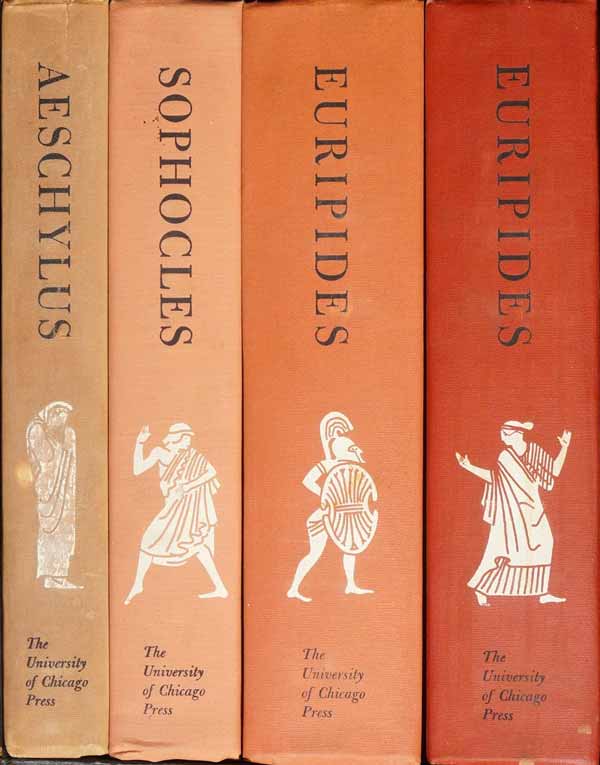 AESCHYLUS
The
University
of Chicago
Press
SOPHOCLES
The
University
of Chicago
Press
EURIPIDES
The
University
of Chicago
Press
EURIPIDES
The
University
of Chicago
Press